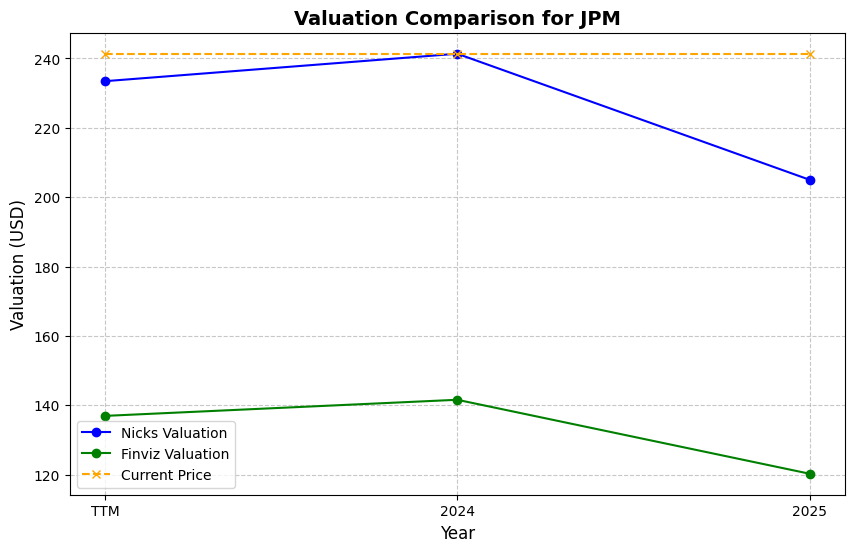 Valuation Comparison for JPM
Valuation (USD)
240
220
200
180
160
140
120
Nicks Valuation
Finviz Valuation
Current Price
TTM
2024
2025
Year